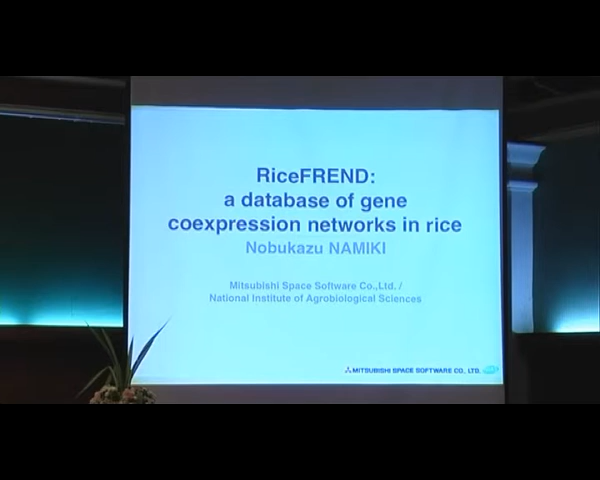 RiceFREND:
a database of gene
coexpression networks in rice
Nobukazu NAMIKI
Mitsubishi Space Software Co.,Ltd. /
National Institute of Agrobiological Sciences
MITSUBISHI SPACE SOFTWARE CO., LTD.